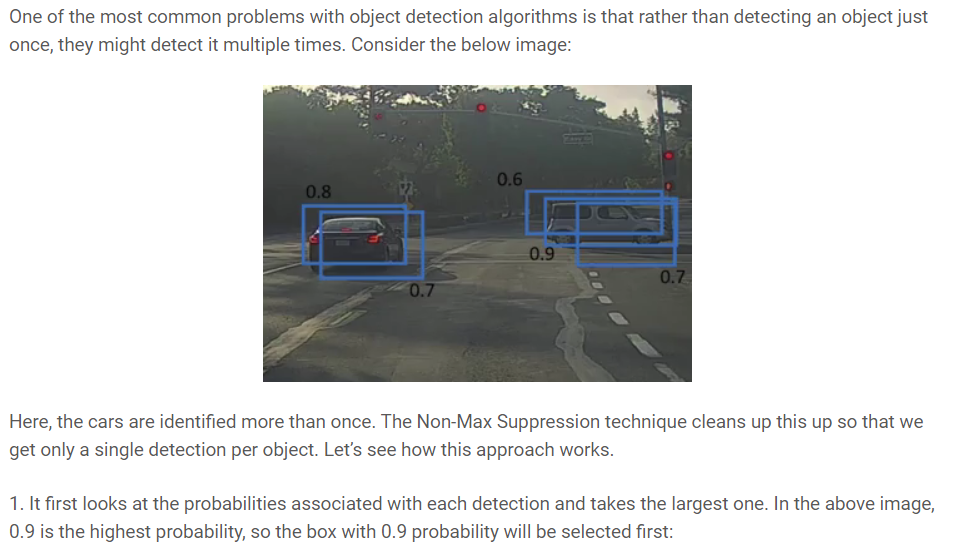 One of the most common problems with object detection algorithms is that rather than detecting an object just
once, they might detect it multiple times. Consider the below image:
0.8
0.6
0.9
0.7
0.7
Here, the cars are identified more than once. The Non-Max Suppression technique cleans up this up so that we
get only a single detection per object. Let’s see how this approach works.
1. It first looks at the probabilities associated with each detection and takes the largest one. In the above image,
0.9 is the highest probability, so the box with 0.9 probability will be selected first: